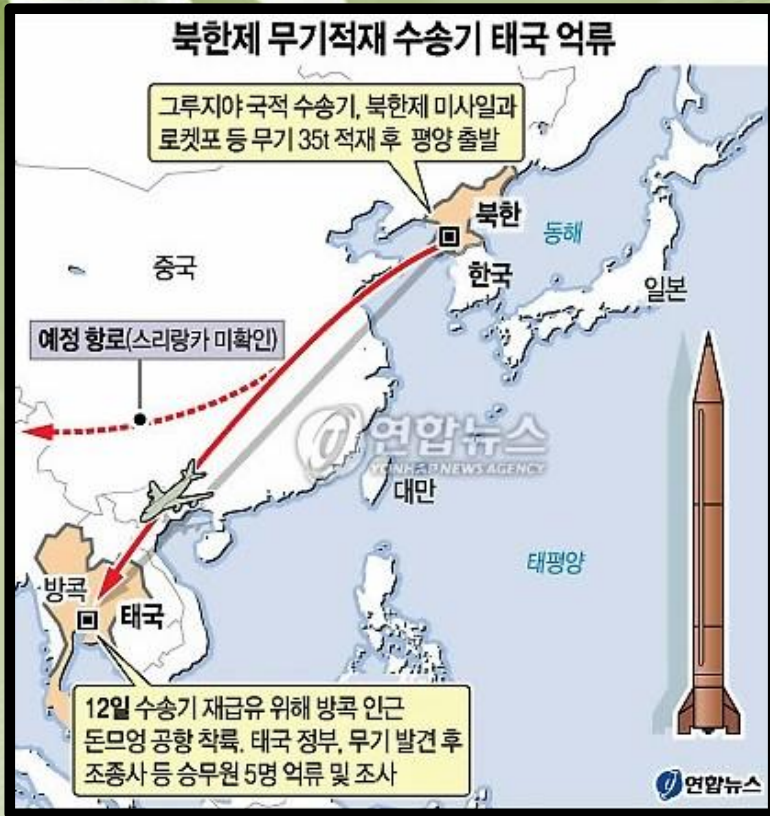 북한제 무기적재 수송기 태국 억류
그루지야 국적 수송기, 북한제 미사일과
로켓포 등 무기 35t 적재 후 평양 출발
북한
동해
한국
중국
일본
예정 항로(스리랑카 미확인)
연합뉴스
YONHAP NEWS AGENCY
대만
태평양
방콕
태국
12일 수송기 재급유 위해 방콕 인근
돈므엉 공항 착륙. 태국 정부, 무기 발견 후
조종사 등 승무원 5명 억류 및 조사
연합뉴스